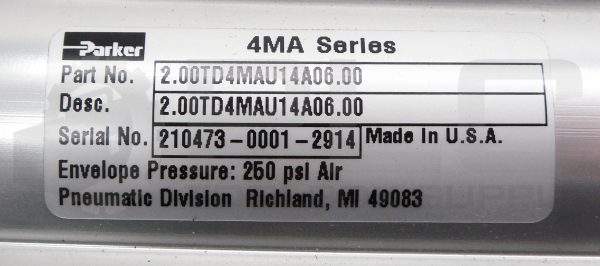 Parker 4MA Series
Part No. 2.00TD4MAU14A06.00
Desc. 2.00TD4MAU14A06.00
Serial No. 210473-0001-2914 Made In U.S.A.
Envelope Pressure: 250 psi Air
Pneumatic Division Richland, MI 49083